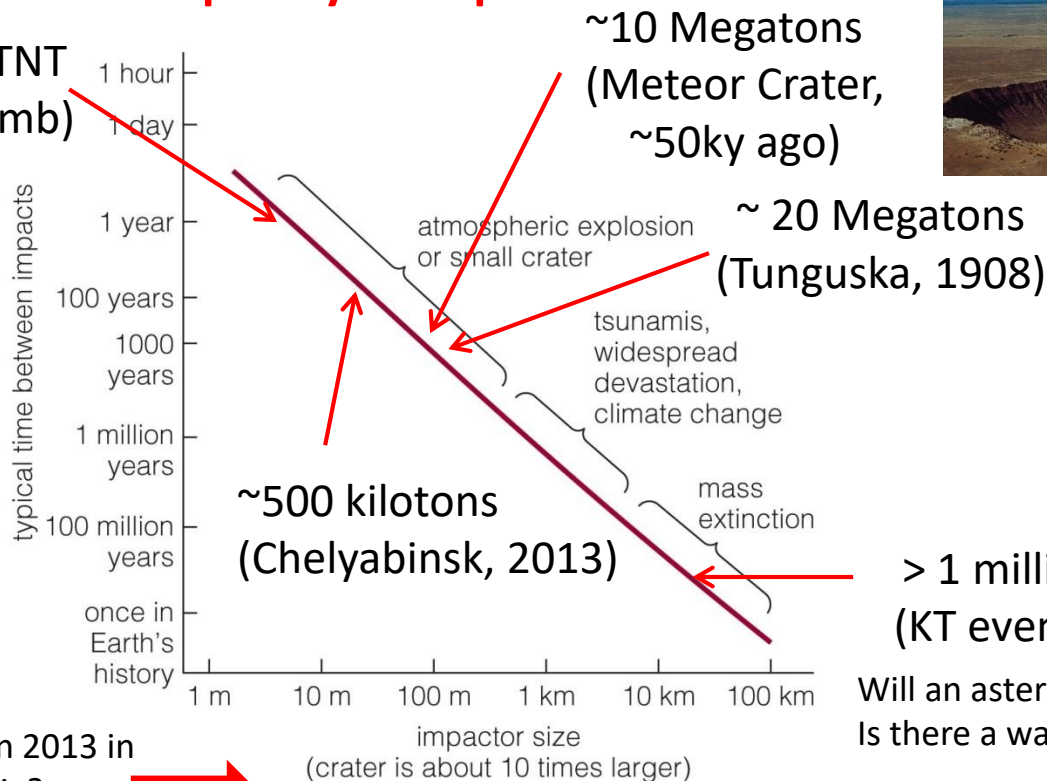 TNT
~10 Megatons
(Meteor Crater,
~50ky ago)
1 hour
1 day
~ 20 Megatons
(Tunguska, 1908)
1 year
atmospheric explosion
or small crater
100 years
tsunamis,
widespread
devastation,
climate change
1000
years
typical time between impacts
1 million
years
~500 kilotons
(Chelyabinsk, 2013)
mass
extinction
100 million
years
> 1 milli
(KT even
once in
Earth's
history
1 m 10 m 100 m 1 km 10 km 100 km
Will an aster
Is there a wa
impactor size
(crater is about 10 times larger)
n 2013 in